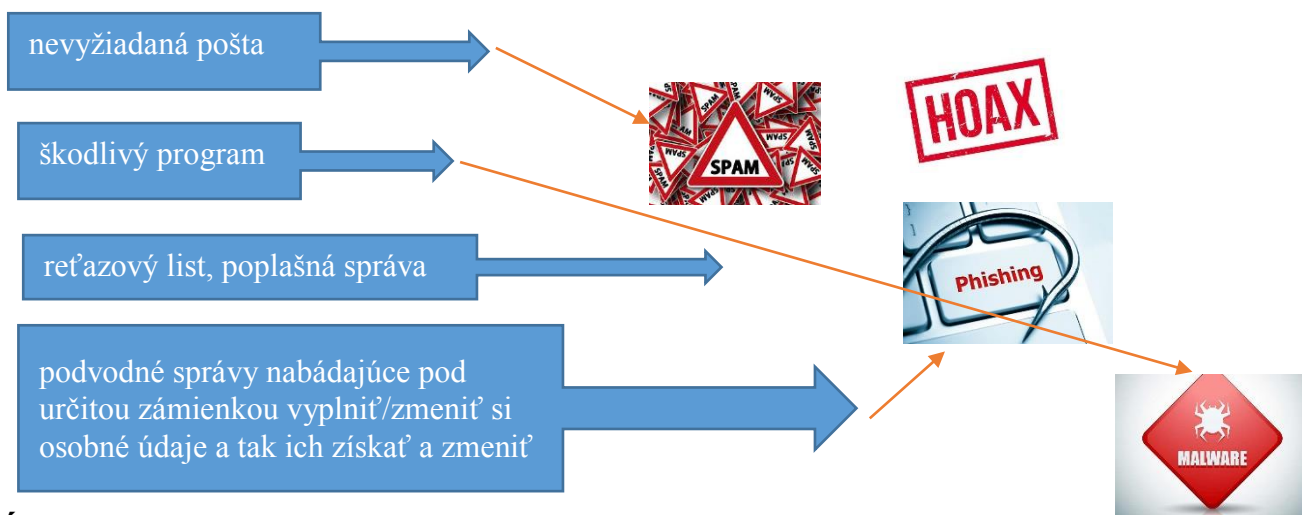 nevyžiadaná pošta
HOAX
SPAM
škodlivý program
reťazový list, poplašná správa
Phishing
podvodné správy nabádajúce pod
určitou zámienkou vyplniť/zmeniť si
osobné údaje a tak ich získať a zmeniť
MALWARE